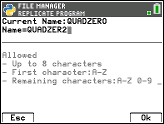 FILE MANAGER
REPLICATE PROGRAM
Current Name:QUADZERO
Name=QUADZER2
Allowed
- Up to 8 characters
- First character:A-Z
- Remaining characters:A-Z 0-9 _
Esc
Ok